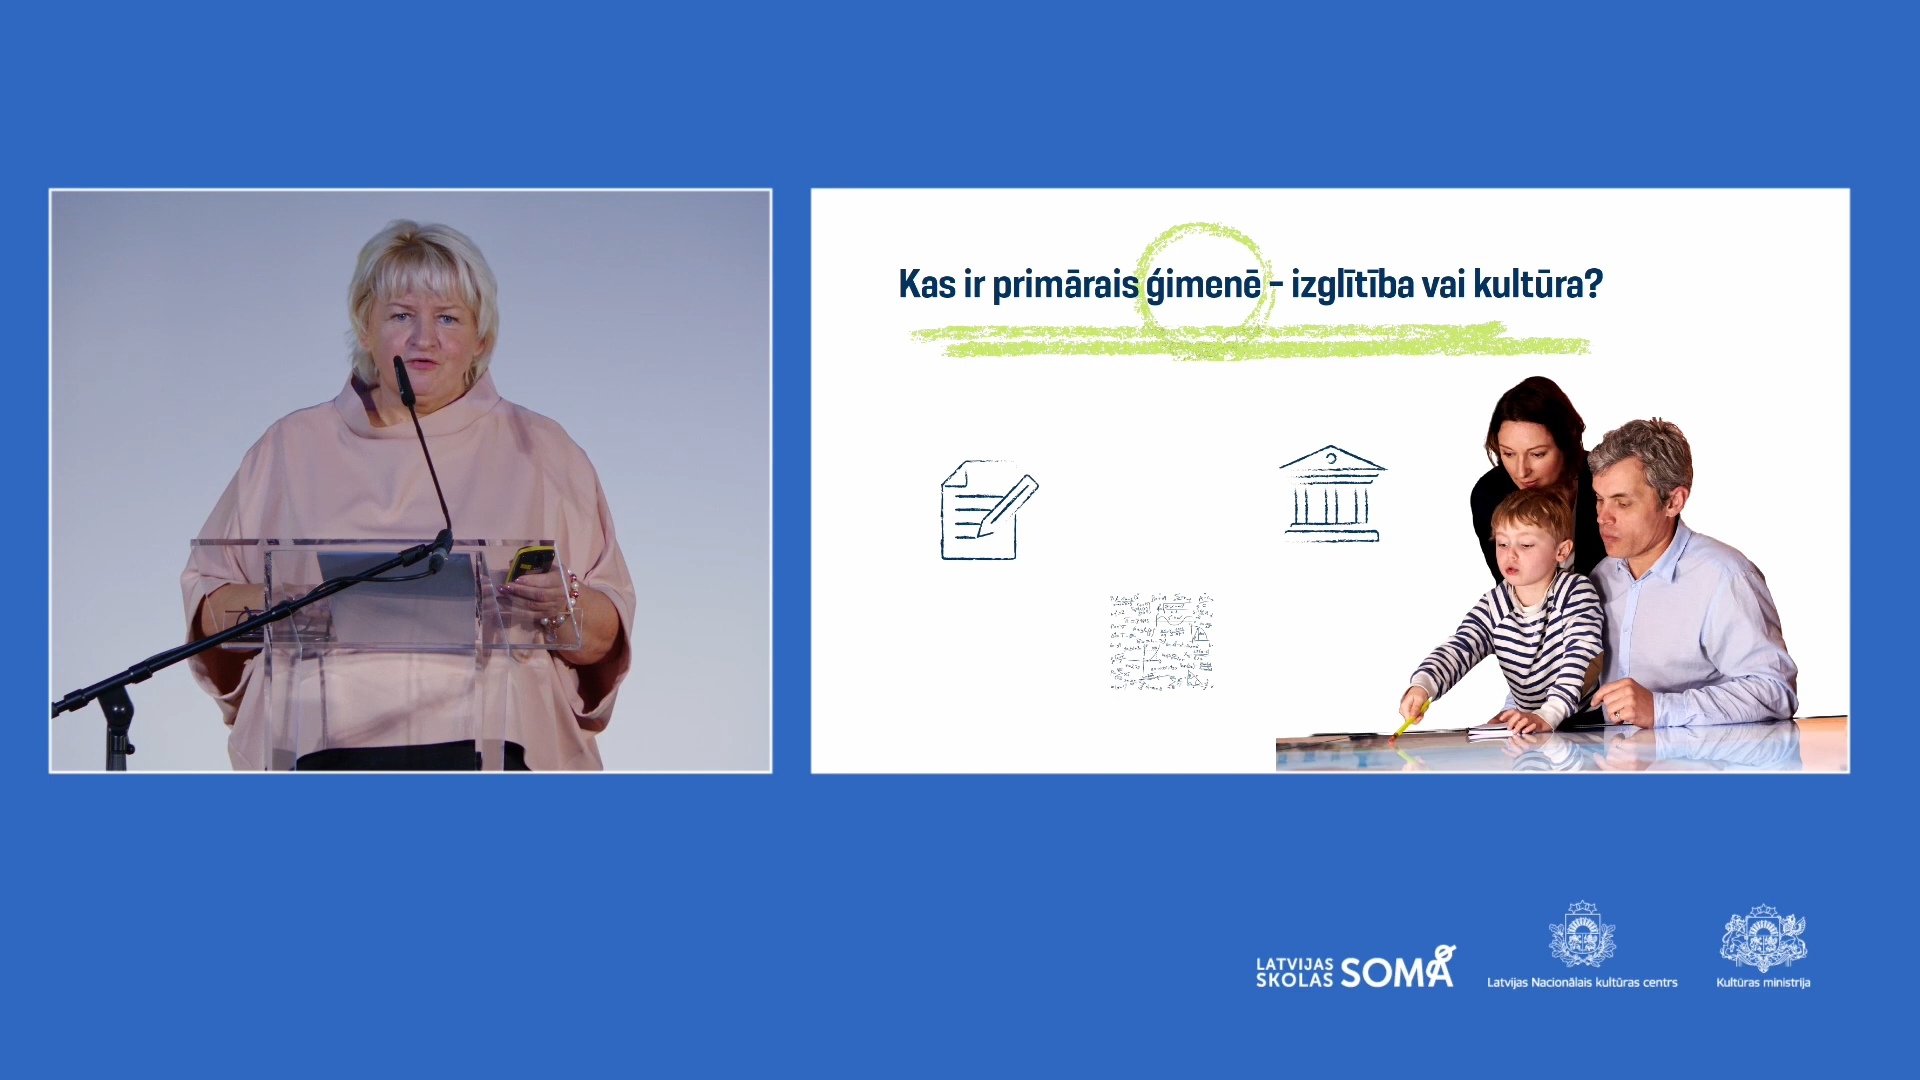 Kas ir primārais ģimenē - izglītība vai kultūra?
LATVIJAS
SKOLAS SOMA
Latvijas Nacionālais kultūras centrs
Kultūras ministrija